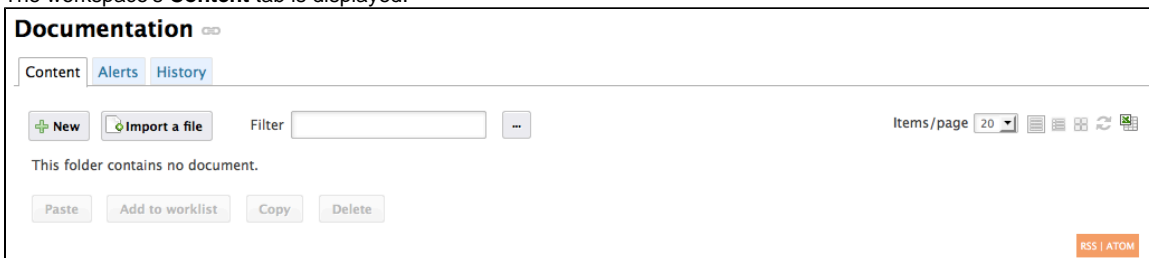 The workspace's Content tab is displayed.
Documentation
Content Alerts History
New Import a file Filter ... Items/page 20
This folder contains no document.
Paste Add to worklist Copy Delete
RSS | ATOM